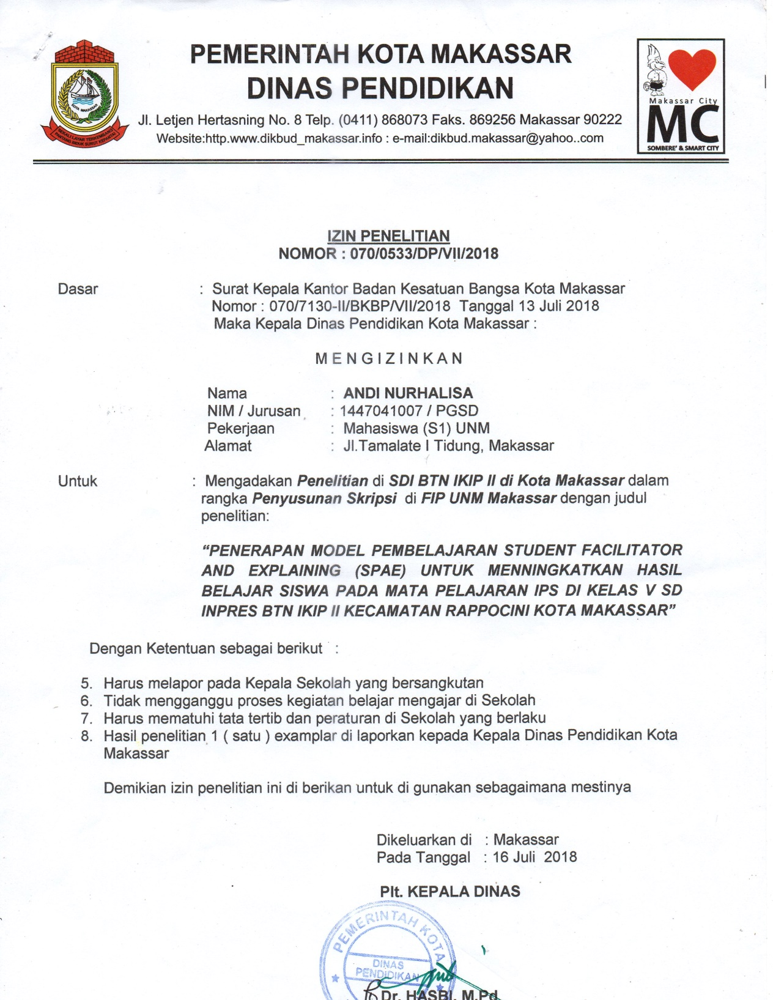 PEMERINTAH KOTA MAKASSAR
DINAS PENDIDIKAN
Jl. Letjen Hertasning No. 8 Telp. (0411) 868073 Faks. 869256 Makassar 90222
Website:http.www.dikbud_makassar.info : e-mail:dikbud.makassar@yahoo..com
KOTA MAKASSAR
SEKALI LAYAR TERKEMBANG
PANTANG BIDUK SURUT KEPANTAI
Makassar City
MC
SOMBERE' & SMART CITY
IZIN PENELITIAN
NOMOR : 070/0533/DP/VII/2018
Dasar : Surat Kepala Kantor Badan Kesatuan Bangsa Kota Makassar
Nomor : 070/7130-II/BKBP/VII/2018 Tanggal 13 Juli 2018
Maka Kepala Dinas Pendidikan Kota Makassar :
M E N G I Z I N K A N
Nama : ANDI NURHALISA
NIM / Jurusan : 1447041007 / PGSD
Pekerjaan : Mahasiswa (S1) UNM
Alamat : Jl.Tamalate I Tidung, Makassar
Untuk : Mengadakan Penelitian di SDI BTN IKIP II di Kota Makassar dalam
rangka Penyusunan Skripsi di FIP UNM Makassar dengan judul
penelitian:
“PENERAPAN MODEL PEMBELAJARAN STUDENT FACILITATOR
AND EXPLAINING (SPAE) UNTUK MENNINGKATKAN HASIL
BELAJAR SISWA PADA MATA PELAJARAN IPS DI KELAS V SD
INPRES BTN IKIP II KECAMATAN RAPPOCINI KOTA MAKASSAR”
Dengan Ketentuan sebagai berikut :
5. Harus melapor pada Kepala Sekolah yang bersangkutan
6. Tidak mengganggu proses kegiatan belajar mengajar di Sekolah
7. Harus mematuhi tata tertib dan peraturan di Sekolah yang berlaku
8. Hasil penelitian 1 ( satu ) examplar di laporkan kepada Kepala Dinas Pendidikan Kota
Makassar
Demikian izin penelitian ini di berikan untuk di gunakan sebagaimana mestinya
Dikeluarkan di : Makassar
Pada Tanggal : 16 Juli 2018
Plt. KEPALA DINAS
PEMERINTAH KOTA
DINAS
PENDIDIKAN
Dr. HASBI, M.Pd